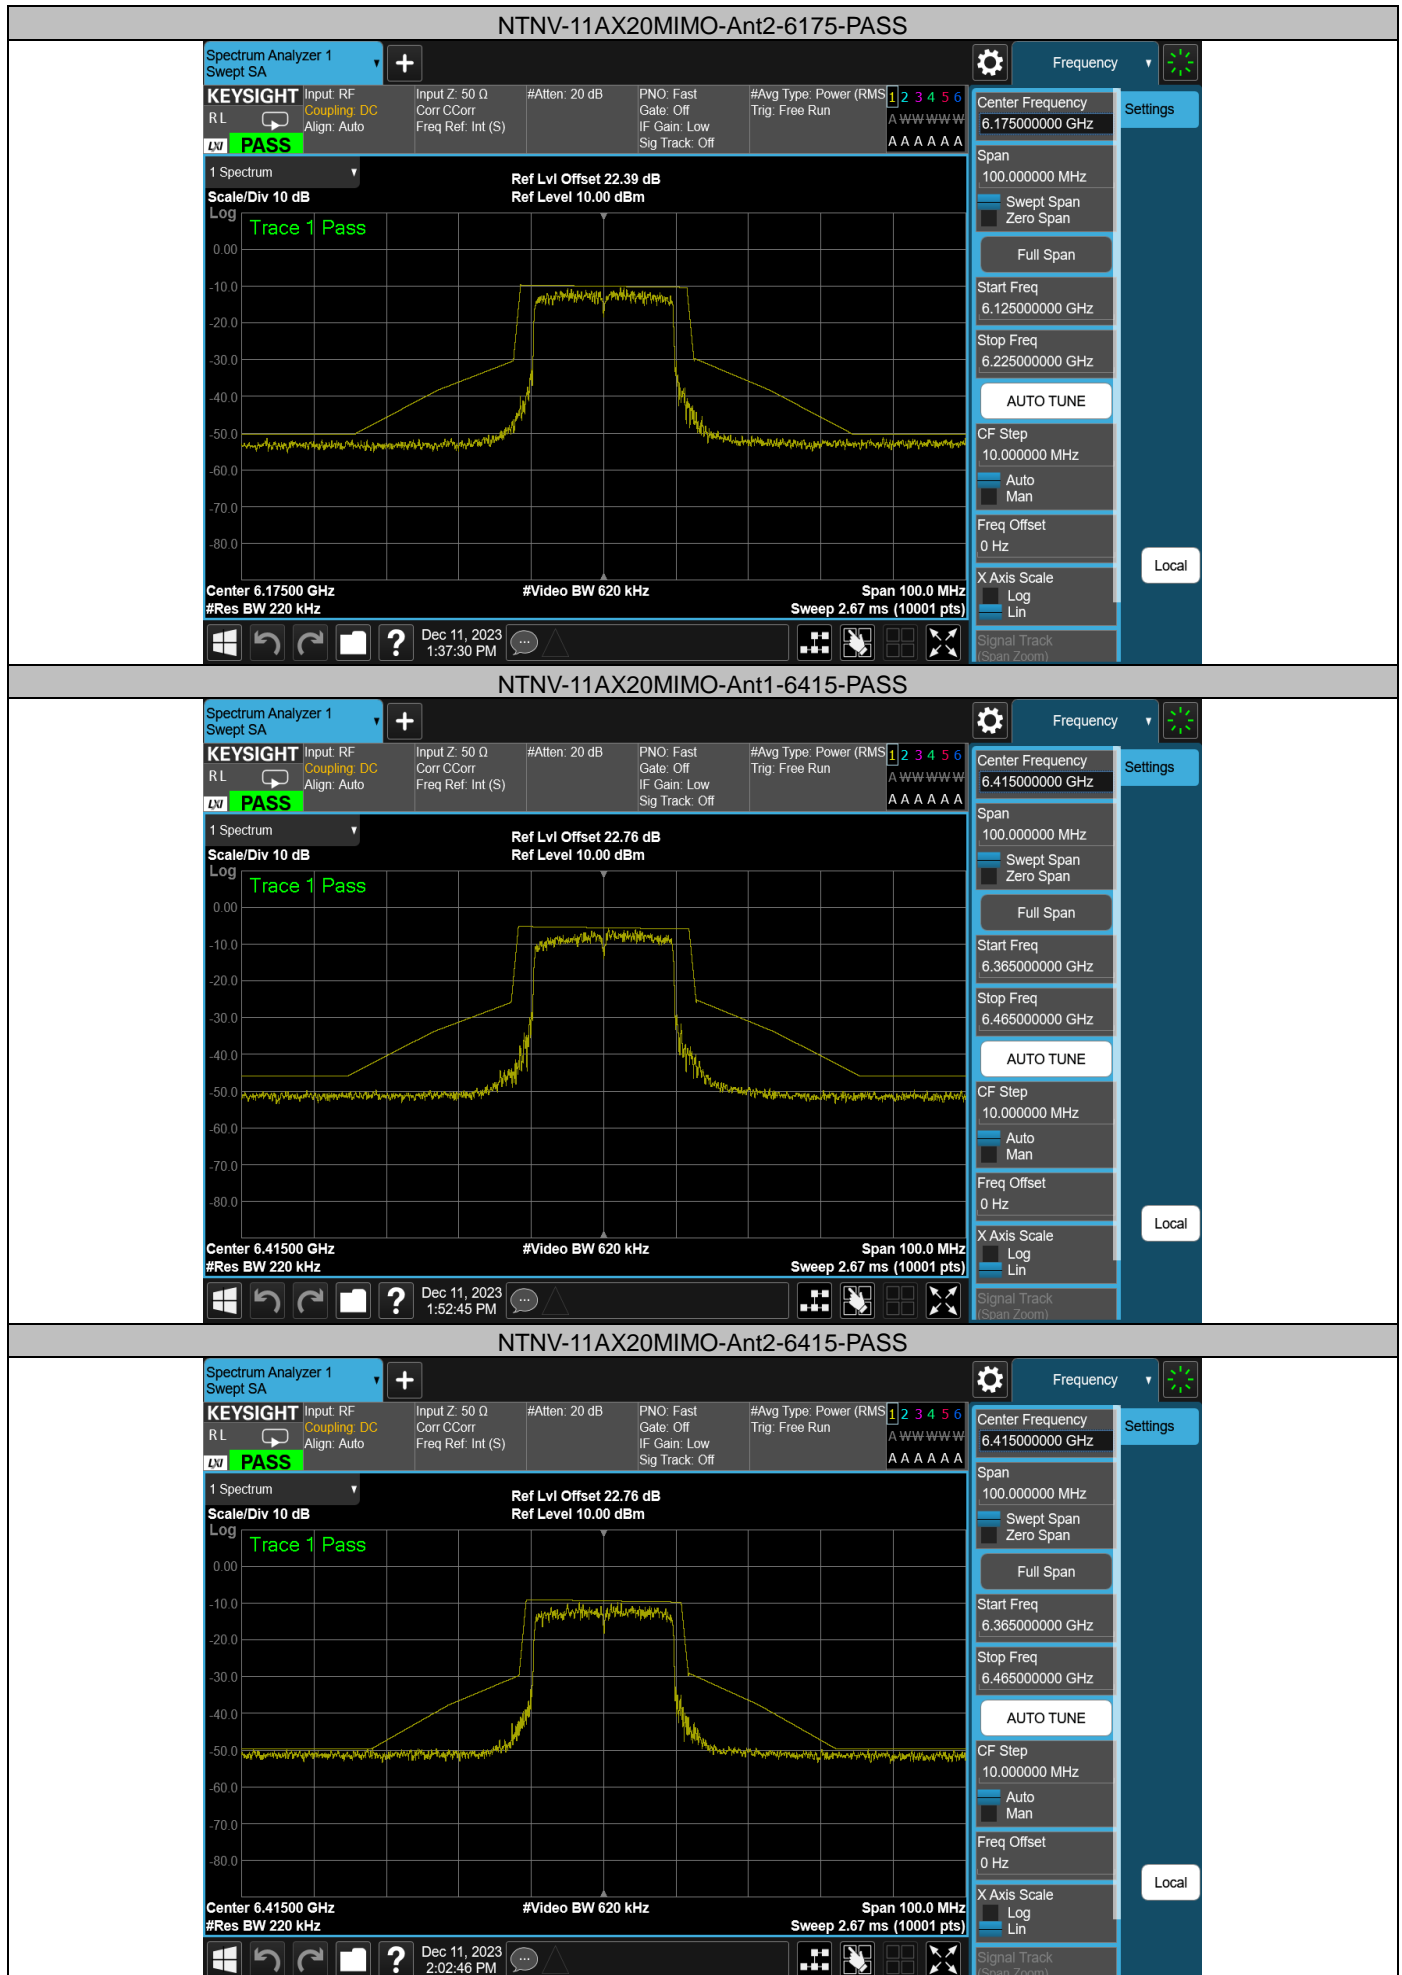 NTNV-11AX20MIMO-Ant2-6175-PASS
Spectrum Analyzer 1
Swept SA
Frequency
KEYSIGHT
R L
LXI
PASS
Input: RF
Coupling: DC
Align: Auto
Input Z: 50 Ω
Corr CCorr
Freq Ref: Int (S)
#Atten: 20 dB
PNO: Fast
Gate: Off
IF Gain: Low
Sig Track: Off
#Avg Type: Power (RMS
Trig: Free Run
1 2 3 4 5 6
A W W W W W
A A A A A A
1 Spectrum
Scale/Div 10 dB
Ref Lvl Offset 22.39 dB
Ref Level 10.00 dBm
Log
Trace 1 Pass
0.00
-10.0
-20.0
-30.0
-40.0
-50.0
-60.0
-70.0
-80.0
Center 6.17500 GHz
#Res BW 220 kHz
#Video BW 620 kHz
Span 100.0 MHz
Sweep 2.67 ms (10001 pts)
Dec 11, 2023
1:37:30 PM
Center Frequency
6.175000000 GHz
Settings
Span
100.000000 MHz
Swept Span
Zero Span
Full Span
Start Freq
6.125000000 GHz
Stop Freq
6.225000000 GHz
AUTO TUNE
CF Step
10.000000 MHz
Auto
Man
Freq Offset
0 Hz
X Axis Scale
Log
Lin
Signal Track
(Span Zoom)
Local
NTNV-11AX20MIMO-Ant1-6415-PASS
Spectrum Analyzer 1
Swept SA
Frequency
KEYSIGHT
R L
LXI
PASS
Input: RF
Coupling: DC
Align: Auto
Input Z: 50 Ω
Corr CCorr
Freq Ref: Int (S)
#Atten: 20 dB
PNO: Fast
Gate: Off
IF Gain: Low
Sig Track: Off
#Avg Type: Power (RMS
Trig: Free Run
1 2 3 4 5 6
A W W W W W
A A A A A A
1 Spectrum
Scale/Div 10 dB
Ref Lvl Offset 22.76 dB
Ref Level 10.00 dBm
Log
Trace 1 Pass
0.00
-10.0
-20.0
-30.0
-40.0
-50.0
-60.0
-70.0
-80.0
Center 6.41500 GHz
#Res BW 220 kHz
#Video BW 620 kHz
Span 100.0 MHz
Sweep 2.67 ms (10001 pts)
Dec 11, 2023
1:52:45 PM
Center Frequency
6.415000000 GHz
Settings
Span
100.000000 MHz
Swept Span
Zero Span
Full Span
Start Freq
6.365000000 GHz
Stop Freq
6.465000000 GHz
AUTO TUNE
CF Step
10.000000 MHz
Auto
Man
Freq Offset
0 Hz
X Axis Scale
Log
Lin
Signal Track
(Span Zoom)
Local
NTNV-11AX20MIMO-Ant2-6415-PASS
Spectrum Analyzer 1
Swept SA
Frequency
KEYSIGHT
R L
LXI
PASS
Input: RF
Coupling: DC
Align: Auto
Input Z: 50 Ω
Corr CCorr
Freq Ref: Int (S)
#Atten: 20 dB
PNO: Fast
Gate: Off
IF Gain: Low
Sig Track: Off
#Avg Type: Power (RMS
Trig: Free Run
1 2 3 4 5 6
A W W W W W
A A A A A A
1 Spectrum
Scale/Div 10 dB
Ref Lvl Offset 22.76 dB
Ref Level 10.00 dBm
Log
Trace 1 Pass
0.00
-10.0
-20.0
-30.0
-40.0
-50.0
-60.0
-70.0
-80.0
Center 6.41500 GHz
#Res BW 220 kHz
#Video BW 620 kHz
Span 100.0 MHz
Sweep 2.67 ms (10001 pts)
Dec 11, 2023
2:02:46 PM
Center Frequency
6.415000000 GHz
Settings
Span
100.000000 MHz
Swept Span
Zero Span
Full Span
Start Freq
6.365000000 GHz
Stop Freq
6.465000000 GHz
AUTO TUNE
CF Step
10.000000 MHz
Auto
Man
Freq Offset
0 Hz
X Axis Scale
Log
Lin
Signal Track
(Span Zoom)
Local